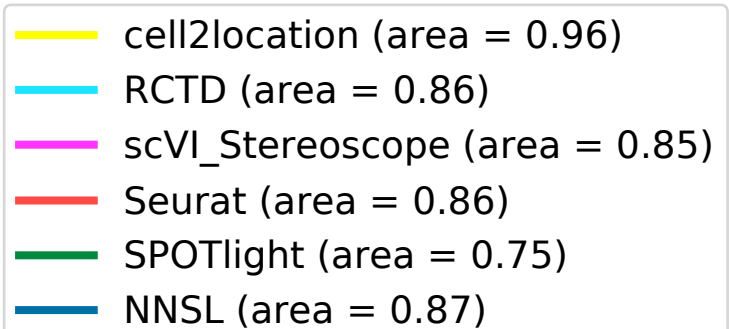 cell2location (area = 0.96)
RCTD (area = 0.86)
scVI_Stereoscope (area = 0.85)
Seurat (area = 0.86)
SPOTlight (area = 0.75)
NNSL (area = 0.87)